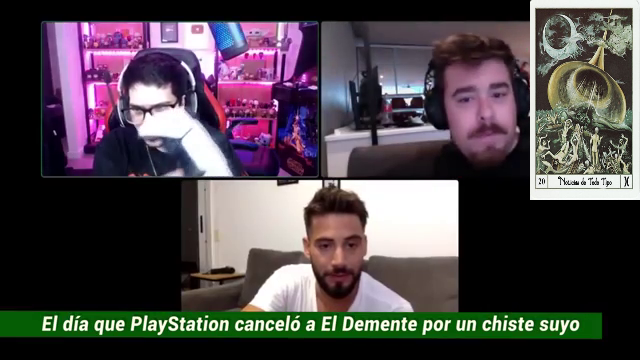 20 Noticias de Todo Tipo
El día que PlayStation canceló a El Demente por un chiste suyo